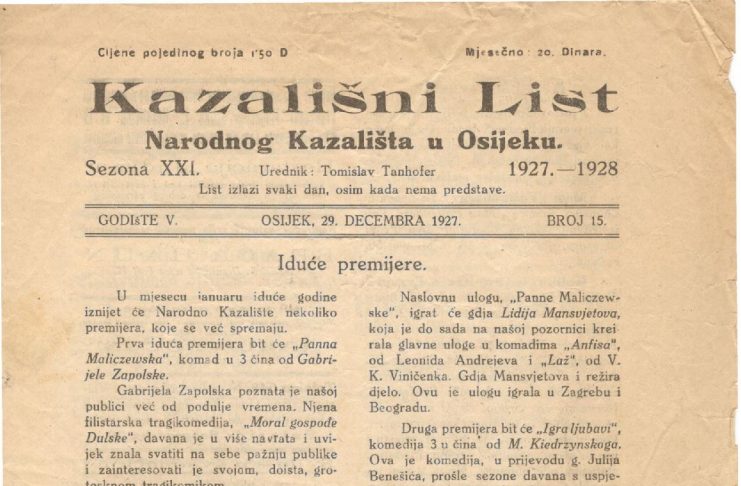 Cijene pojedinog broja 1·50 D
Mjesečno: 20. Dinara.
Kazališni List
Narodnog Kazališta u Osijeku.
Sezona XXI.
Urednik: Tomislav Tanhofer
1927.—1928
List izlazi svaki dan, osim kada nema predstave.
GODIšTE V.
OSIJEK, 29. DECEMBRA 1927.
BROJ 15.
Iduće premijere.
U mjesecu ianuaru iduće godine
iznijet će Narodno Kazalište nekoliko
premijera, koje se već spremaju.
Prva iduća premijera bit će „Panna
Maliczewska“, komad u 3 čina od Gabri-
jele Zapolske.
Gabrijela Zapolska poznata je našoj
publici već od podulje vremena. Njena
filistarska tragikomedija, „Moral gospođe
Dulske“, davana je u više navrata i uvi-
jek znala svatiti na sebe pažnju publike
i zainteresovati je svojom, doista, gro-
tesknom tragikomikom.
Naslovnu ulogu, „Panne Maliczew-
ske“, igrat će gdja Lidija Mansvjetova,
koja je do sada na našoj pozornici krei-
rala glavne uloge u komadima „Anfisa“,
od Leonida Andrejeva i „Laž“, od V.
K. Viničenka. Gdja Mansvjetova i režira
djelo. Ovu je ulogu igrala u Zagrebu i
Beogradu.
Druga premijera bit će „Igra ljubavi“,
komedija 3 u čina od M. Kiedrzynskoga.
Ova je komedija, u prijevodu g. Julija
Benešića, prošle sezone davana s uspje-